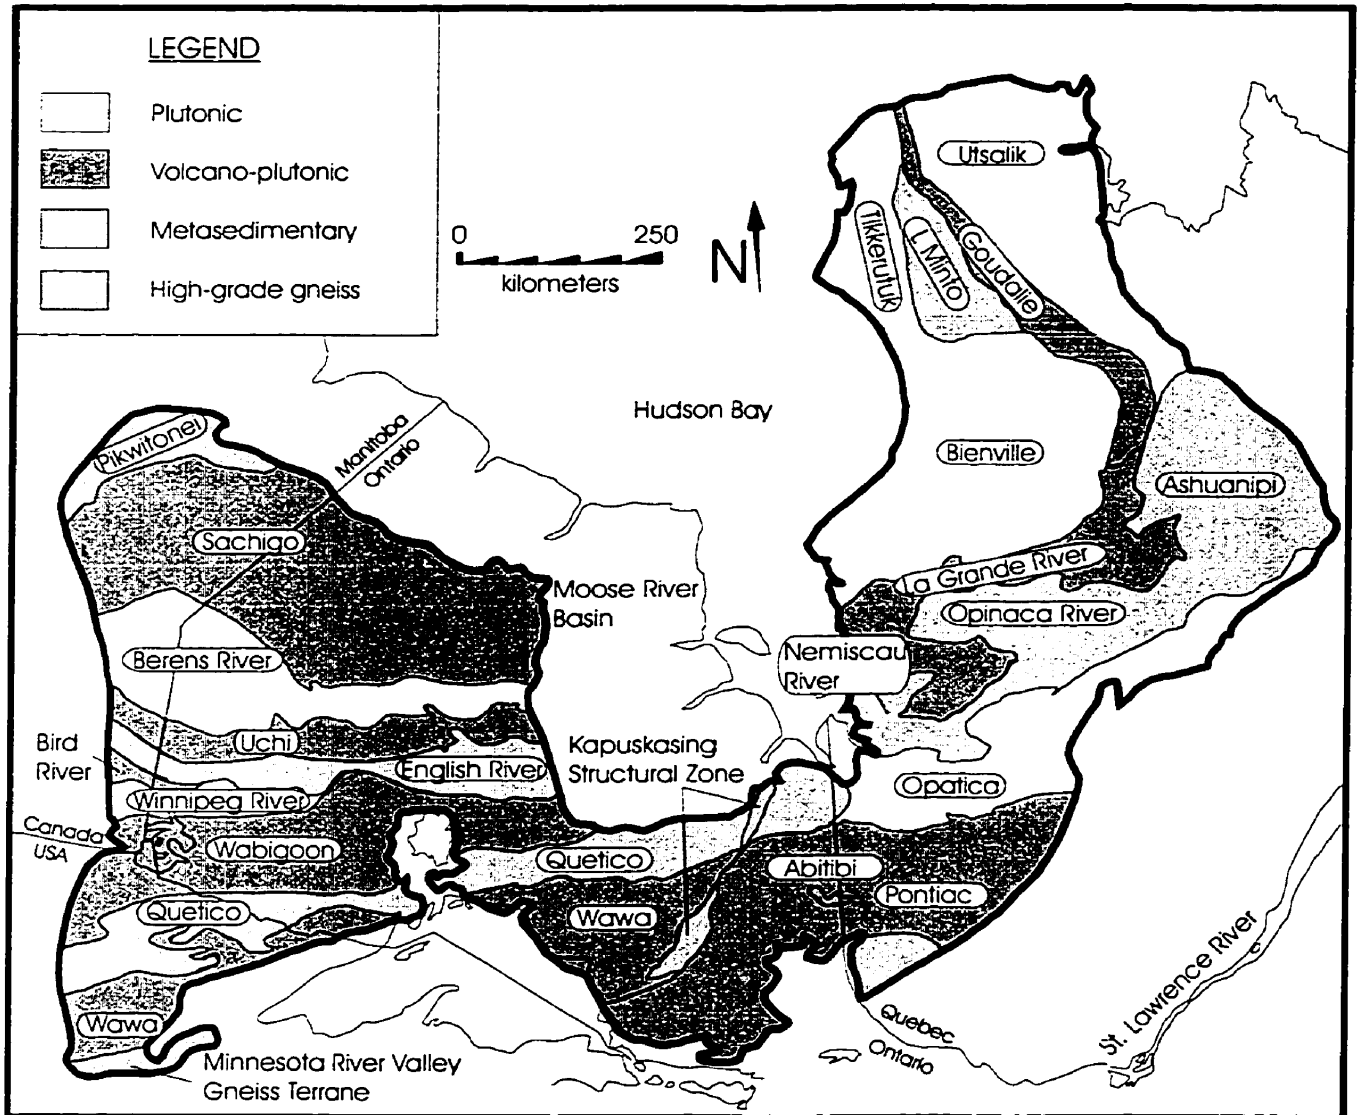 LEGEND
Plutonic
Volcano-plutonic
Metasedimentary
High-grade gneiss
0 250
kilometers
N
Utsalik
Tikkerutuk
L Minto
Goudalie
Hudson Bay
Manitoba
Ontario
Pikwitonei
Bienville
Ashuanipi
Sachigo
La Grande River
Moose River
Basin
Opinaca River
Berens River
Nemiscau
River
Bird
River
Uchi
Kapuskasing
Structural Zone
English River
Opatica
Winnipeg River
Canada
USA
Wabigoon
Quetico
Abitibi
Pontiac
Quetico
Wawa
Wawa
Minnesota River Valley
Gneiss Terrane
Quebec
Ontario
St. Lawrence River